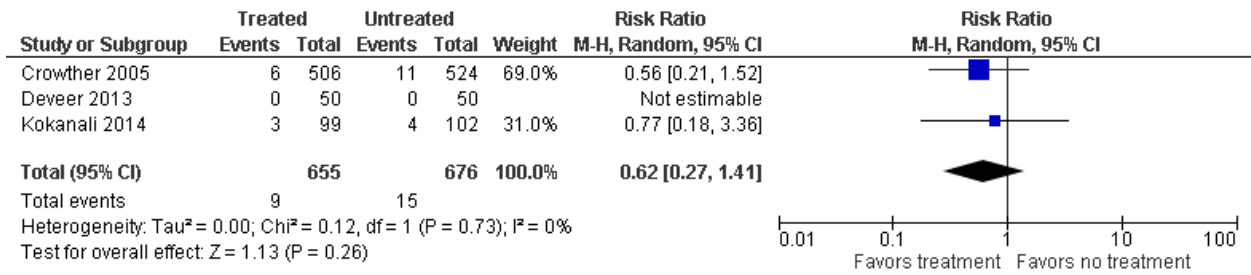 Treated Untreated Risk Ratio Risk Ratio
Study or Subgroup Events Total Events Total Weight M-H, Random, 95% CI M-H, Random, 95% CI
Crowther 2005 6 506 11 524 69.0% 0.56 [0.21, 1.52]
Deveer 2013 0 50 0 50 Not estimable
Kokanali 2014 3 99 4 102 31.0% 0.77 [0.18, 3.36]
Total (95% CI) 655 676 100.0% 0.62 [0.27, 1.41]
Total events 9 15
Heterogeneity: Tau² = 0.00; Chi² = 0.12, df = 1 (P = 0.73); I² = 0%
Test for overall effect: Z = 1.13 (P = 0.26)
0.01 0.1 1 10 100
Favors treatment Favors no treatment